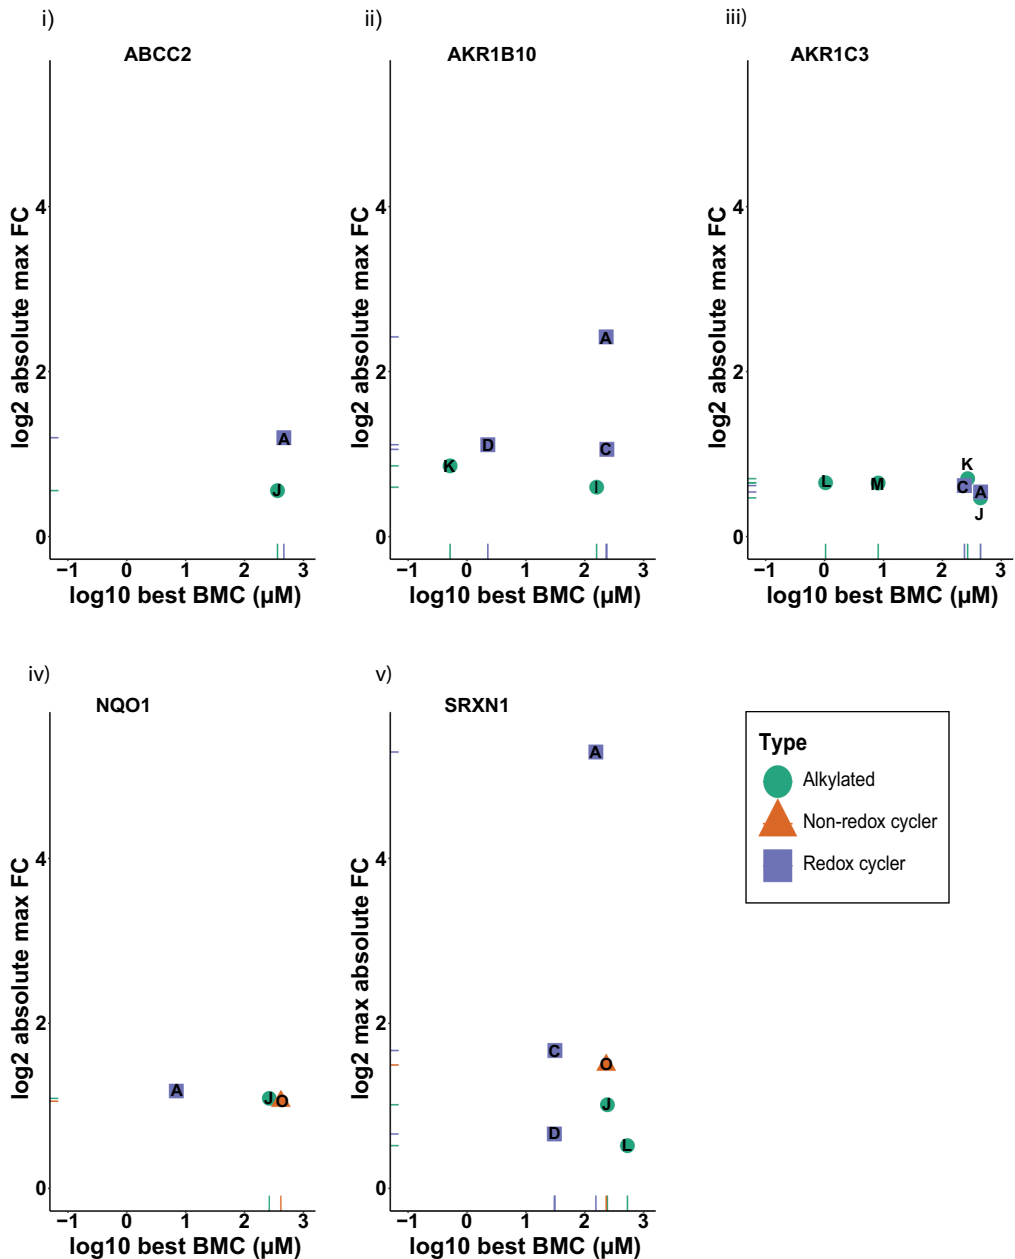 i)
ABCC2
log2 absolute max FC
4
2
0
A
J
−1 0 1 2 3
log10 best BMC (µM)
ii)
AKR1B10
log2 absolute max FC
4
2
0
A
D
C
K
I
−1 0 1 2 3
log10 best BMC (µM)
iii)
AKR1C3
log2 absolute max FC
4
2
0
K
L
M
C
A
J
−1 0 1 2 3
log10 best BMC (µM)
iv)
NQO1
log2 absolute max FC
4
2
0
A
J
O
−1 0 1 2 3
log10 best BMC (µM)
v)
SRXN1
log2 max absolute FC
4
2
0
A
C
O
J
D
L
−1 0 1 2 3
log10 best BMC (µM)
Type
Alkylated
Non-redox cycler
Redox cycler